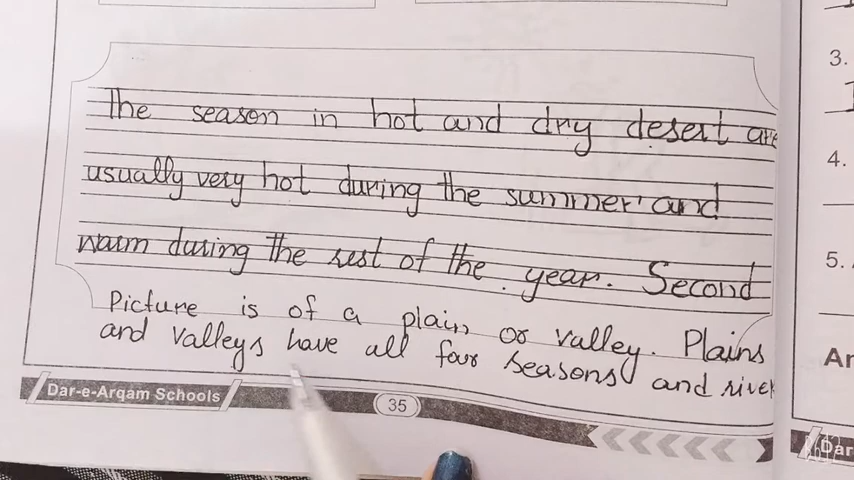 The season in hot and dry desert are
usually very hot during the summer and
warm during the rest of the year. Second
Picture is of a plain or valley. Plains
and valleys have all four seasons and river
Dar-e-Arqam Schools
35
3.
4.
5.